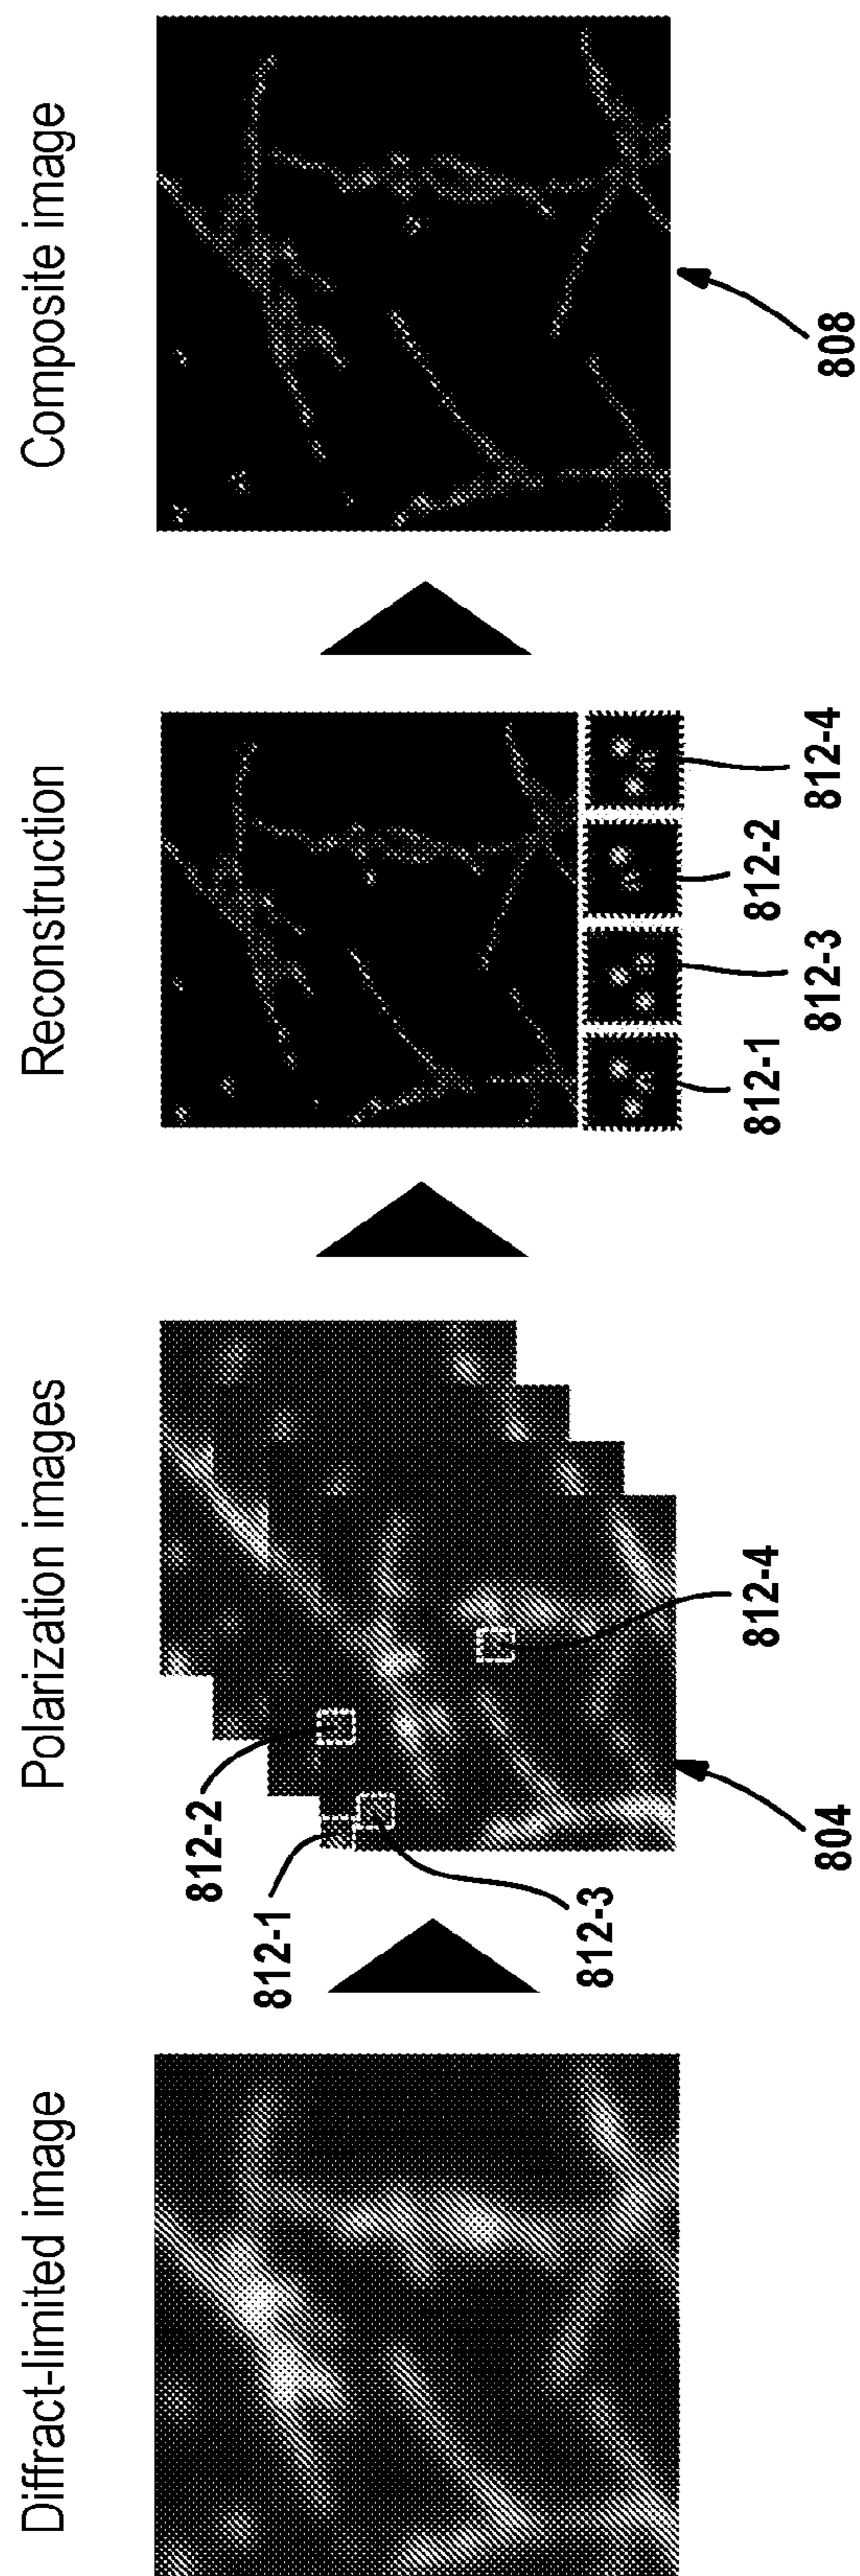 Diffract-limited image
Polarization images
Reconstruction
Composite image
812-2
812-1
812-3
812-4
804
812-1
812-3
812-2
812-4
808